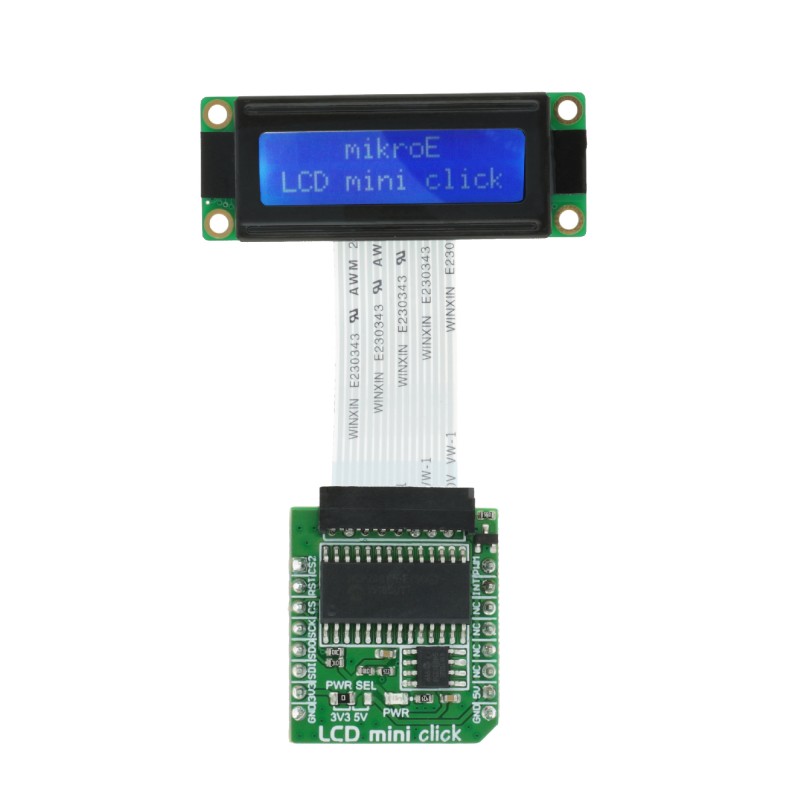 mikroE
LCD mini click
WINXIN E230343 AWM 2
WINXIN E230343 AW
WINXIN E230343
WINXIN E230343
WINXIN E230
VW-1
VW-1
CS2
RST
CS
SCK
SDO
SDI
3V3
GND
PWM
INT
NC
NC
NC
NC
5V
GND
PWR SEL
3V3 5V
PWR
LCD mini click